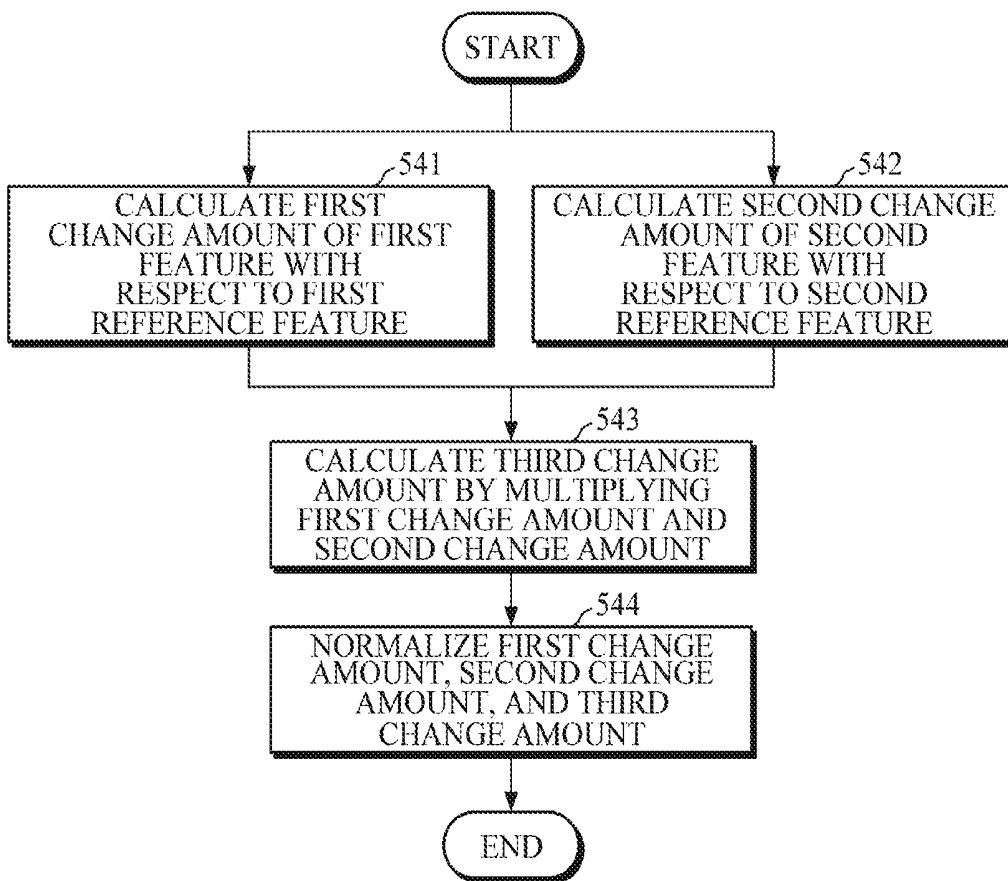 START
541
CALCULATE FIRST
CHANGE AMOUNT OF FIRST
FEATURE WITH
RESPECT TO FIRST
REFERENCE FEATURE
542
CALCULATE SECOND CHANGE
AMOUNT OF SECOND
FEATURE WITH
RESPECT TO SECOND
REFERENCE FEATURE
543
CALCULATE THIRD CHANGE
AMOUNT BY MULTIPLYING
FIRST CHANGE AMOUNT AND
SECOND CHANGE AMOUNT
544
NORMALIZE FIRST CHANGE
AMOUNT, SECOND CHANGE
AMOUNT, AND THIRD
CHANGE AMOUNT
END